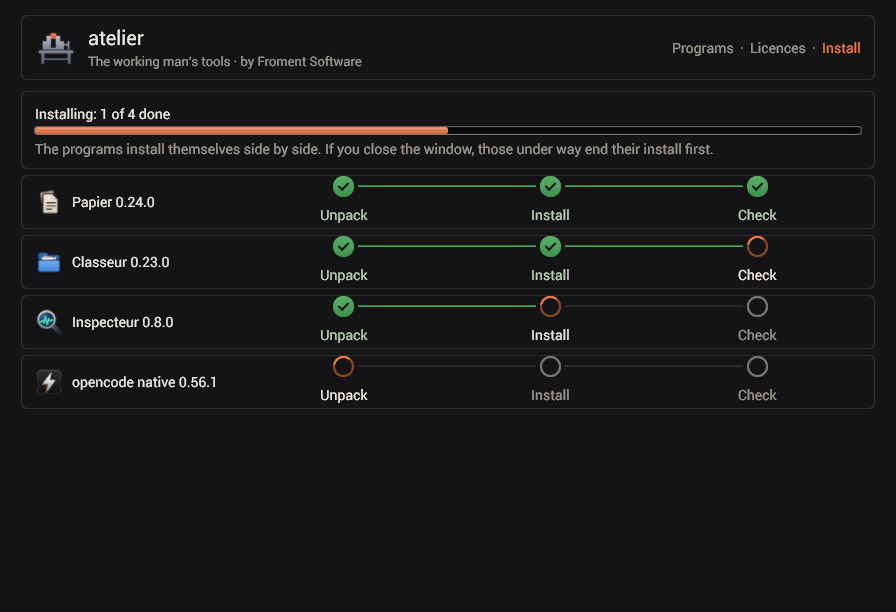 atelier
The working man's tools · by Froment Software
Programs · Licences · Install
Installing: 1 of 4 done
The programs install themselves side by side. If you close the window, those under way end their install first.
Papier 0.24.0
Unpack Install Check
Classeur 0.23.0
Unpack Install Check
Inspecteur 0.8.0
Unpack Install Check
opencode native 0.56.1
Unpack Install Check